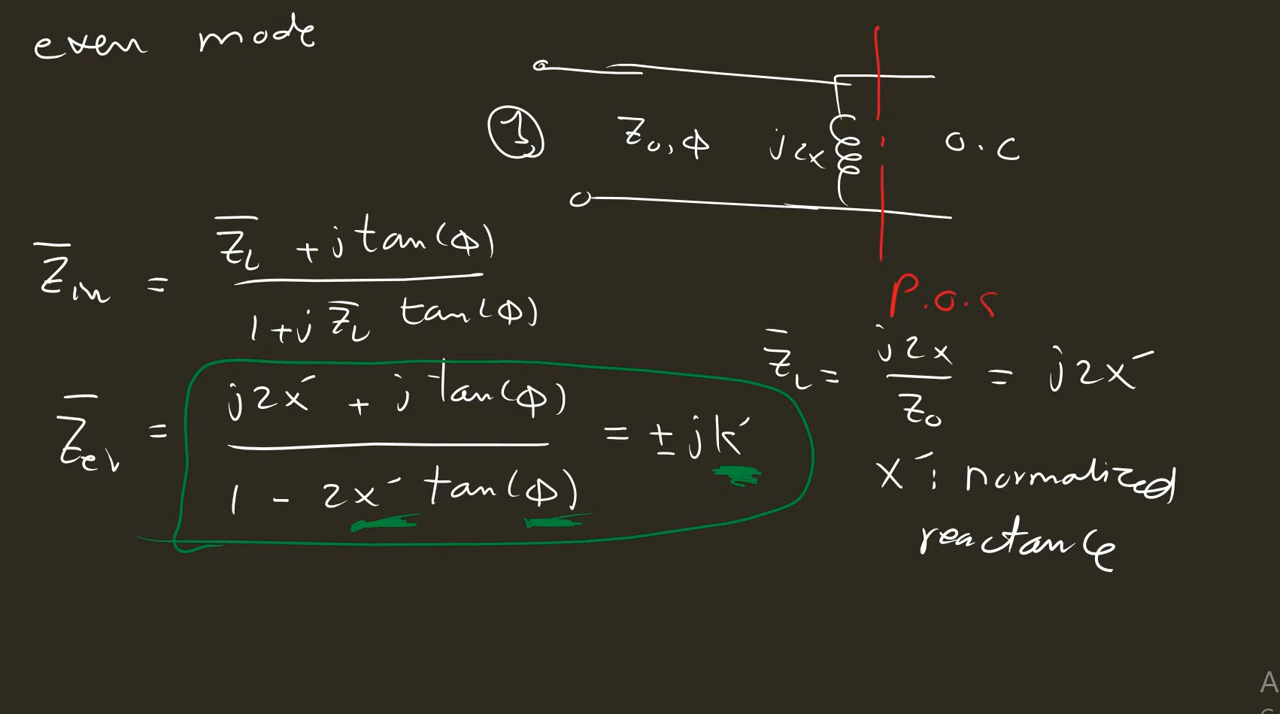 even mode
1
Z₀, Φ
j2x
o.c
P.o.s
Z̅in = (Z̅L + j tan(Φ)) / (1 + j Z̅L tan(Φ))
Z̅L = j2x / Z₀ = j2x′
Z̅ev = (j2x′ + j tan(Φ)) / (1 - 2x′ tan(Φ)) = ± jk′
x′: normalized
reactance
A